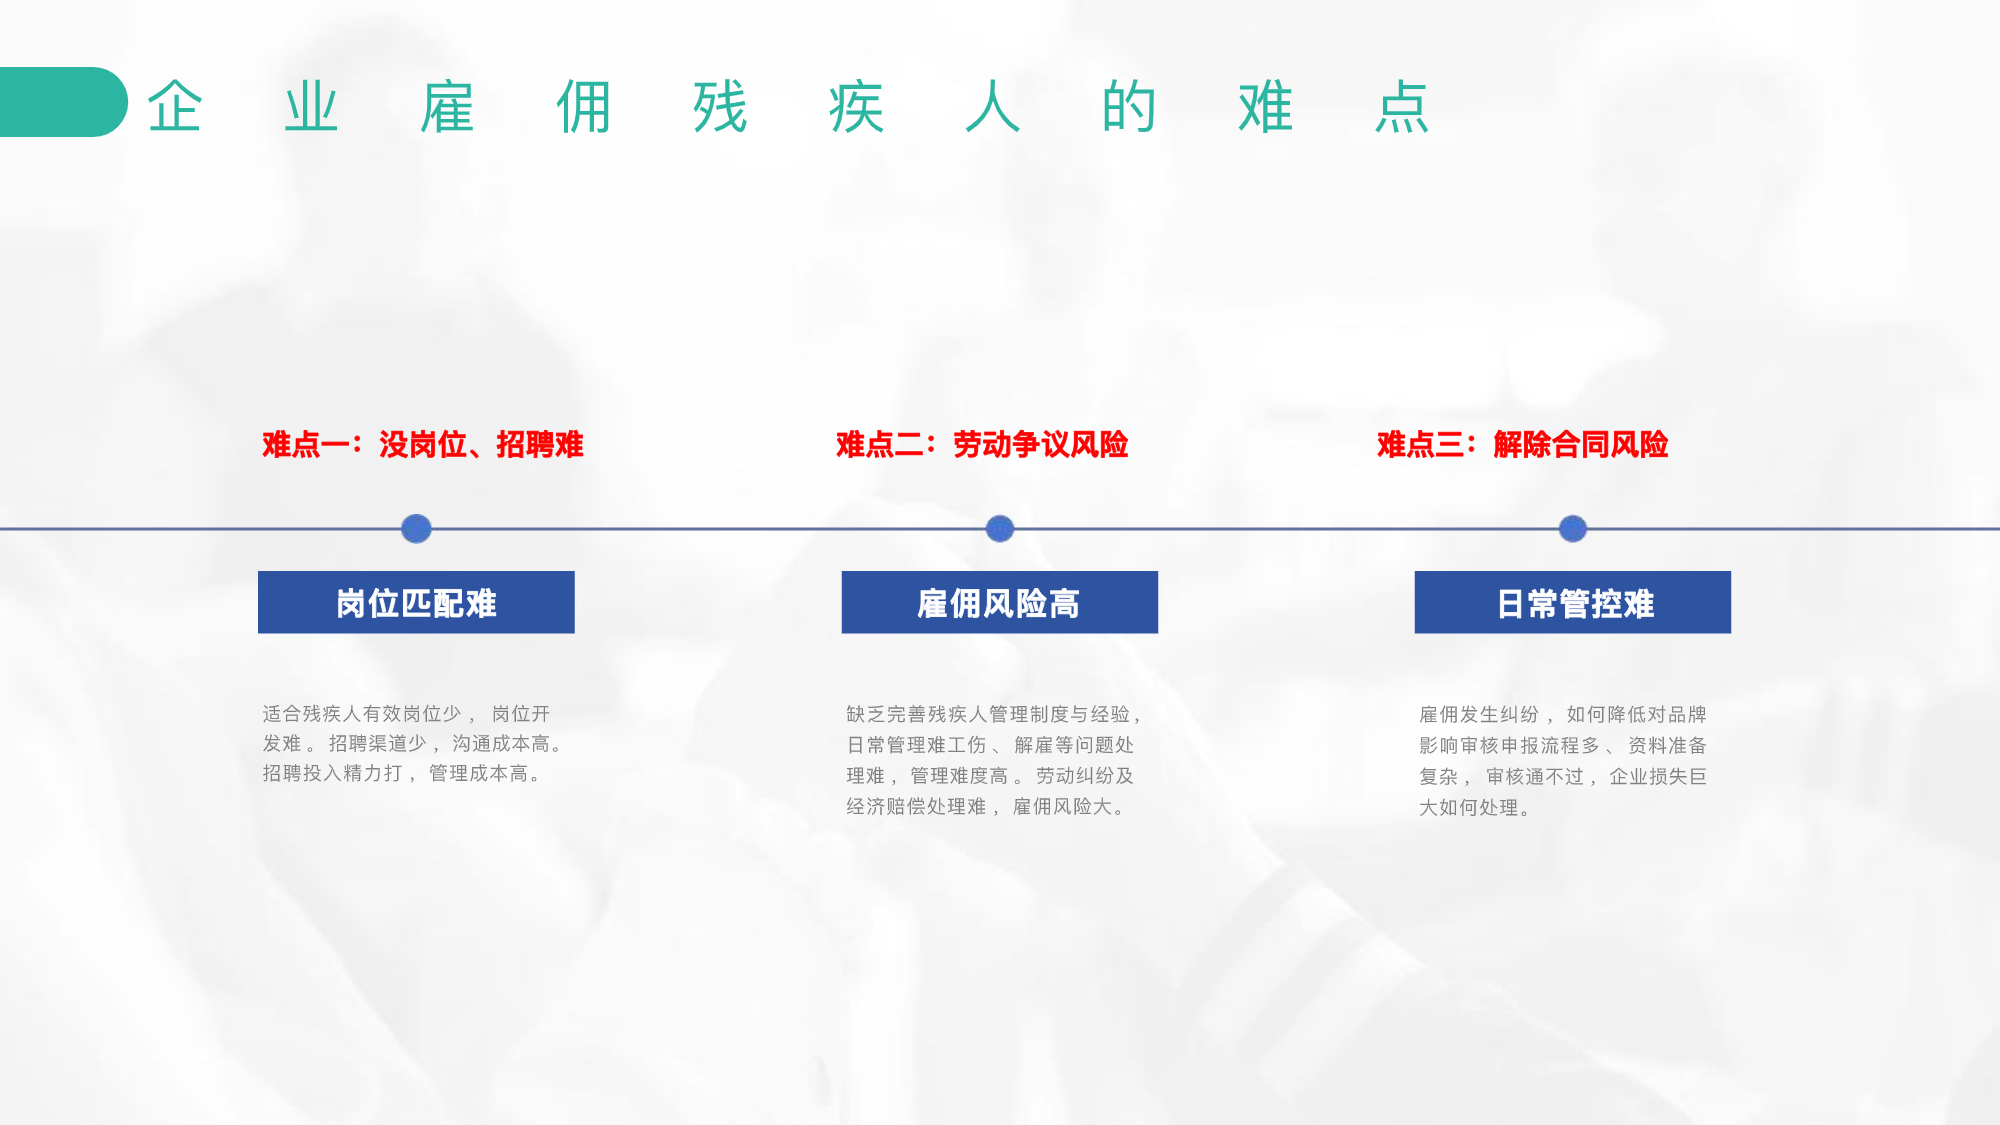 企业雇佣残疾人的难点
难点一：没岗位、招聘难
难点二：劳动争议风险
难点三：解除合同风险
岗位匹配难
雇佣风险高
日常管控难
适合残疾人有效岗位少，岗位开
发难。招聘渠道少，沟通成本高。
招聘投入精力打，管理成本高。
缺乏完善残疾人管理制度与经验，
日常管理难工伤、解雇等问题处
理难，管理难度高。劳动纠纷及
经济赔偿处理难，雇佣风险大。
雇佣发生纠纷，如何降低对品牌
影响审核申报流程多、资料准备
复杂，审核通不过，企业损失巨
大如何处理。